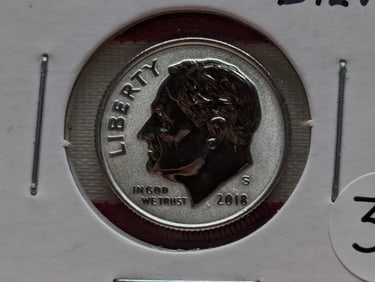 LIBERTY
IN GOD
WE TRUST
S
2018